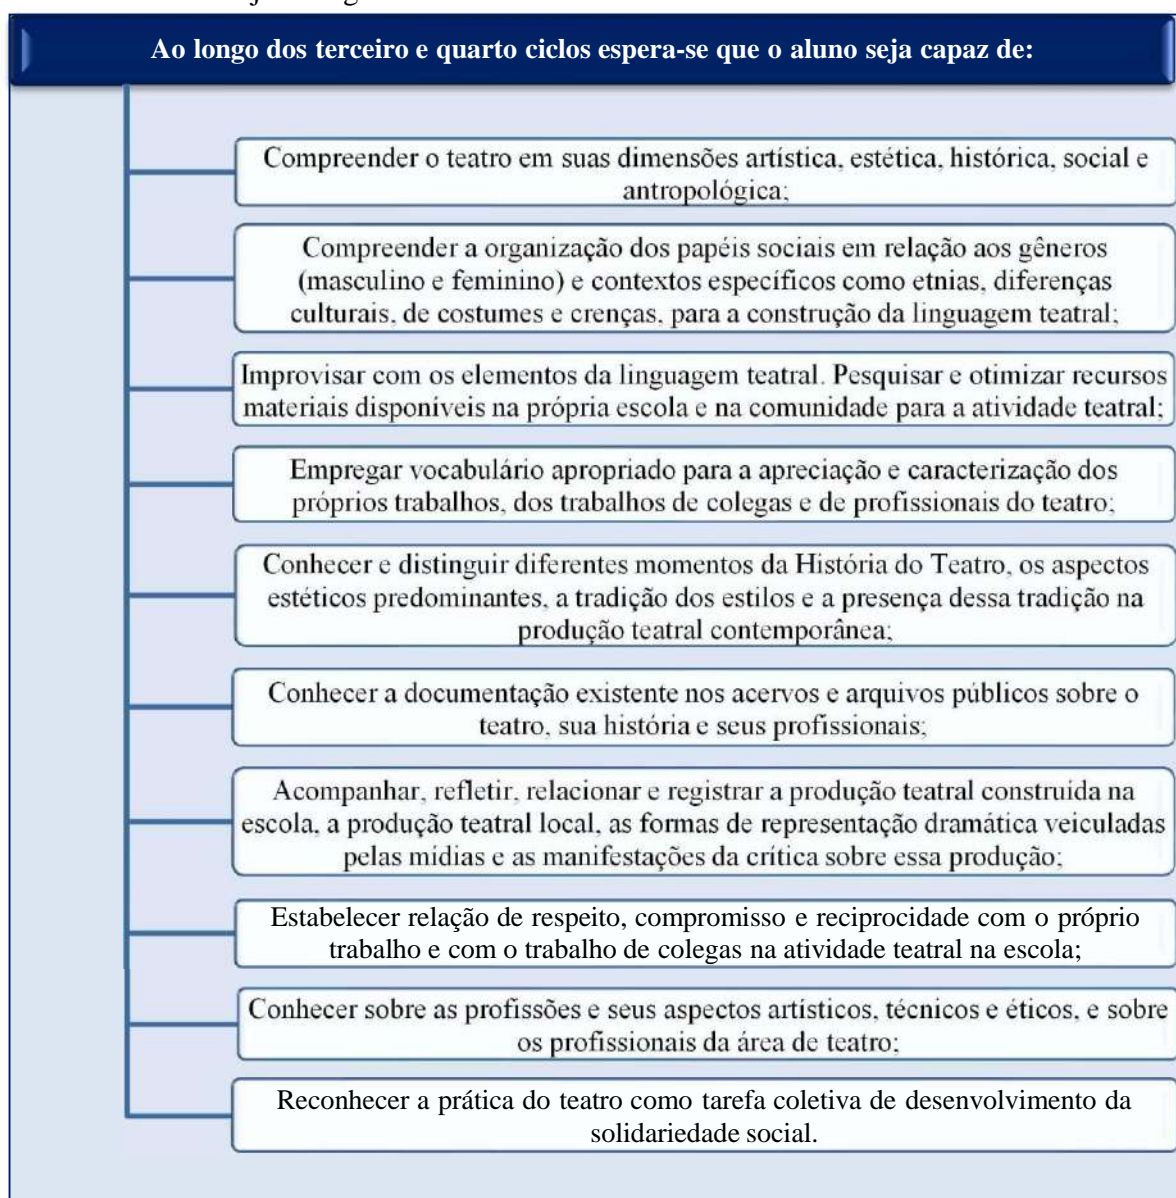 Ao longo dos terceiro e quarto ciclos espera-se que o aluno seja capaz de:
Compreender o teatro em suas dimensões artística, estética, histórica, social e
antropológica;
Compreender a organização dos papéis sociais em relação aos gêneros
(masculino e feminino) e contextos específicos como etnias, diferenças
culturais, de costumes e crenças, para a construção da linguagem teatral;
Improvisar com os elementos da linguagem teatral. Pesquisar e otimizar recursos
materiais disponíveis na própria escola e na comunidade para a atividade teatral;
Empregar vocabulário apropriado para a apreciação e caracterização dos
próprios trabalhos, dos trabalhos de colegas e de profissionais do teatro;
Conhecer e distinguir diferentes momentos da História do Teatro, os aspectos
estéticos predominantes, a tradição dos estilos e a presença dessa tradição na
produção teatral contemporânea;
Conhecer a documentação existente nos acervos e arquivos públicos sobre o
teatro, sua história e seus profissionais;
Acompanhar, refletir, relacionar e registrar a produção teatral construída na
escola, a produção teatral local, as formas de representação dramática veiculadas
pelas mídias e as manifestações da crítica sobre essa produção;
Estabelecer relação de respeito, compromisso e reciprocidade com o próprio
trabalho e com o trabalho de colegas na atividade teatral na escola;
Conhecer sobre as profissões e seus aspectos artísticos, técnicos e éticos, e sobre
os profissionais da área de teatro;
Reconhecer a prática do teatro como tarefa coletiva de desenvolvimento da
solidariedade social.